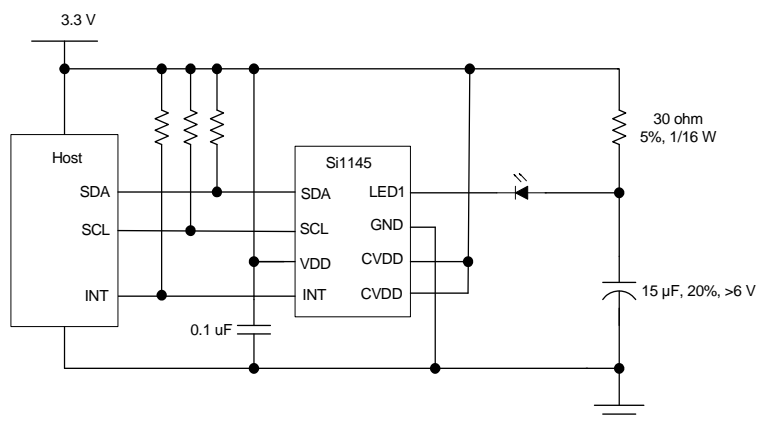 3.3 V
30 ohm
5%, 1/16 W
Host
Si1145
SDA
SDA
LED1
SCL
SCL
GND
VDD
CVDD
INT
INT
CVDD
15 µF, 20%, >6 V
0.1 uF